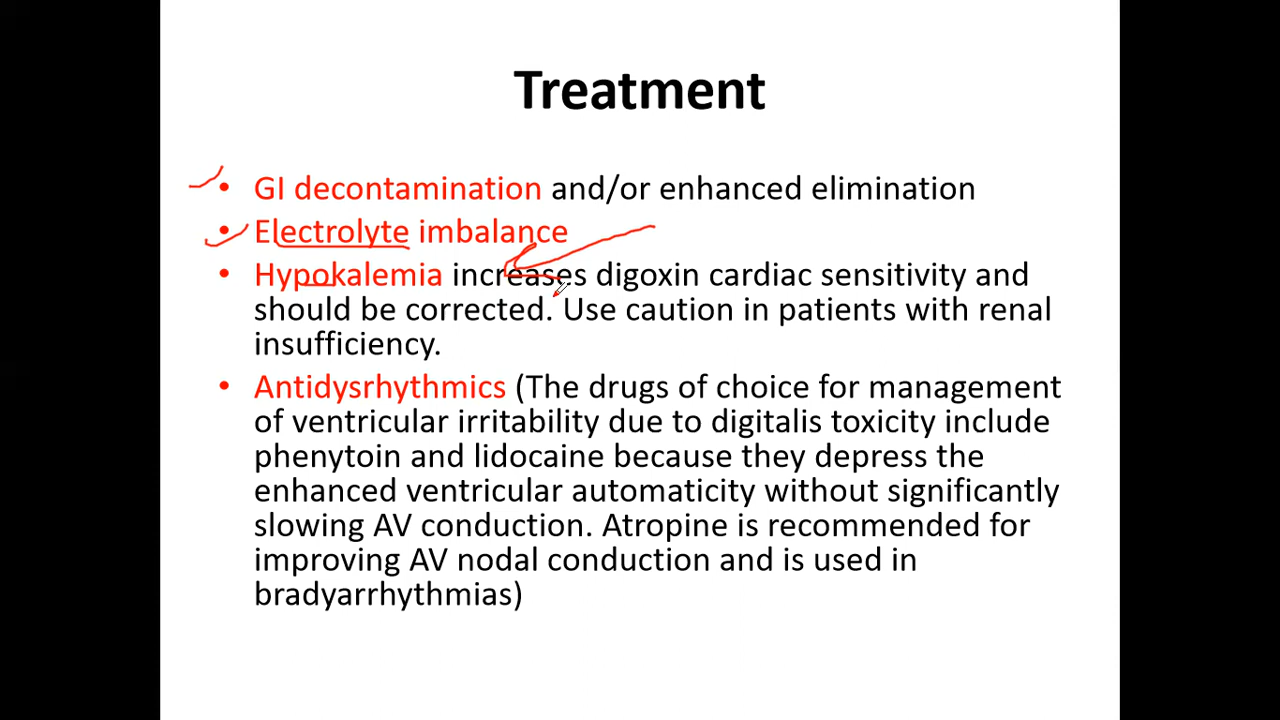 Treatment
• GI decontamination and/or enhanced elimination
• Electrolyte imbalance
• Hypokalemia increases digoxin cardiac sensitivity and
should be corrected. Use caution in patients with renal
insufficiency.
• Antidysrhythmics (The drugs of choice for management
of ventricular irritability due to digitalis toxicity include
phenytoin and lidocaine because they depress the
enhanced ventricular automaticity without significantly
slowing AV conduction. Atropine is recommended for
improving AV nodal conduction and is used in
bradyarrhythmias)